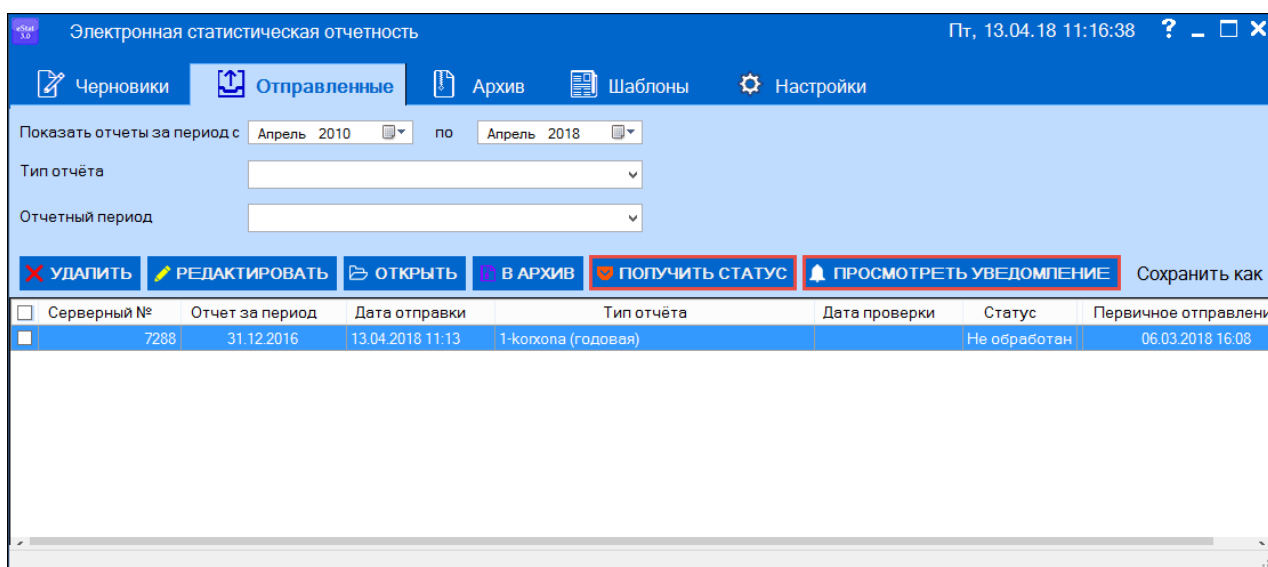 eStat 3.0 Электронная статистическая отчетность Пт, 13.04.18 11:16:38 ?
Черновики Отправленные Архив Шаблоны Настройки
Показать отчеты за период с Апрель 2010 по Апрель 2018
Тип отчёта
Отчетный период
УДАЛИТЬ РЕДАКТИРОВАТЬ ОТКРЫТЬ В АРХИВ ПОЛУЧИТЬ СТАТУС ПРОСМОТРЕТЬ УВЕДОМЛЕНИЕ Сохранить как
Серверный № Отчет за период Дата отправки Тип отчёта Дата проверки Статус Первичное отправлени
7288 31.12.2016 13.04.2018 11:13 1-korxona (годовая) Не обработан 06.03.2018 16:08